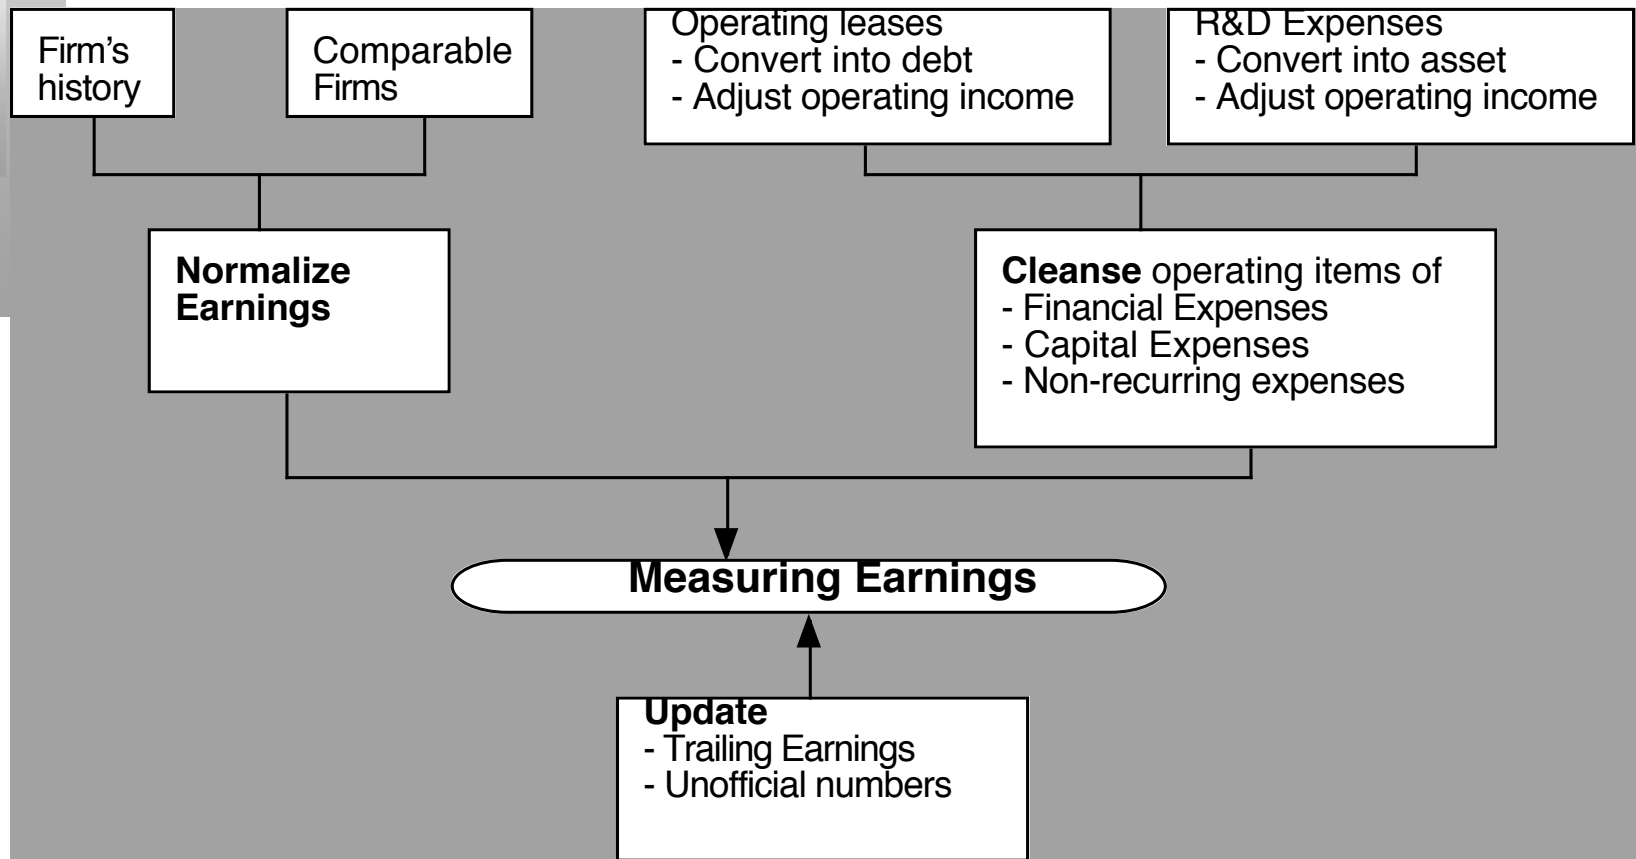 Firm's
history
Comparable
Firms
Operating leases
- Convert into debt
- Adjust operating income
R&D Expenses
- Convert into asset
- Adjust operating income
Normalize
Earnings
Cleanse operating items of
- Financial Expenses
- Capital Expenses
- Non-recurring expenses
Measuring Earnings
Update
- Trailing Earnings
- Unofficial numbers